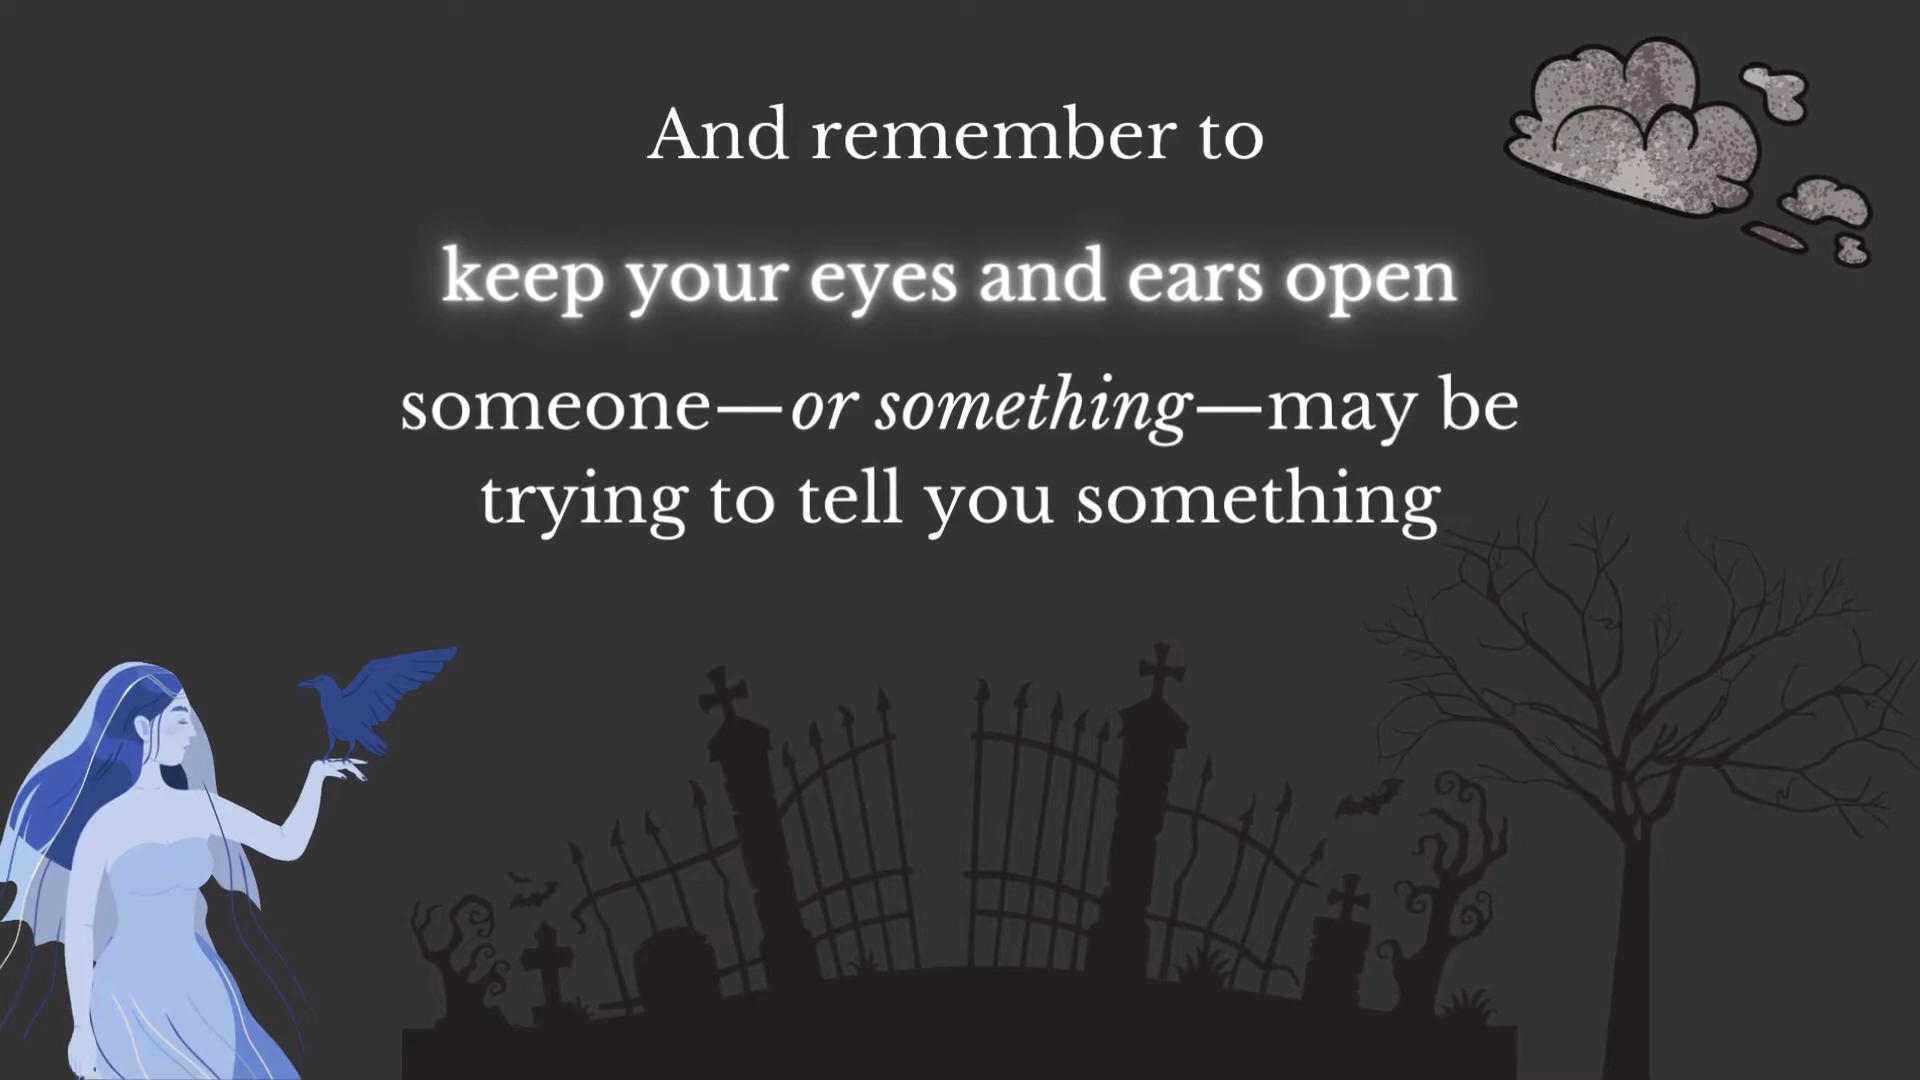 And remember to
keep your eyes and ears open
someone—or something—may be
trying to tell you something